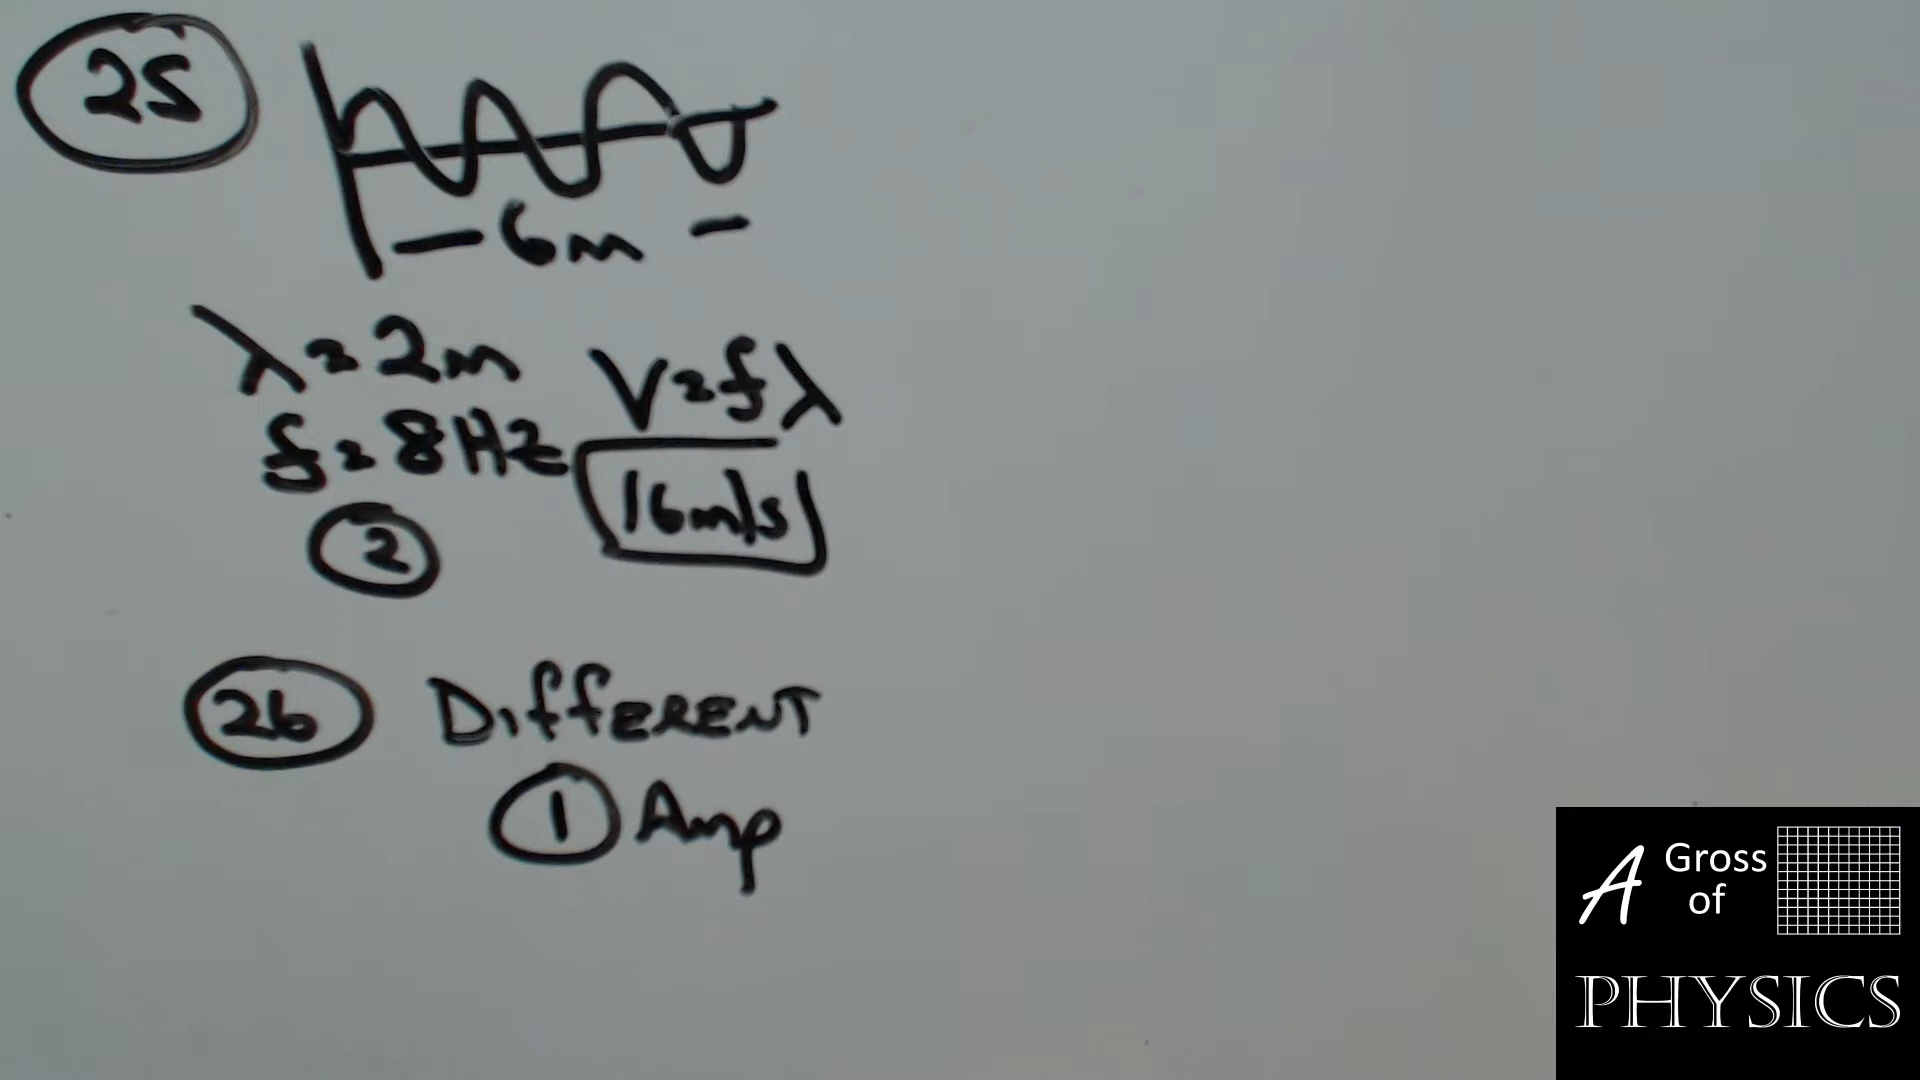 25
6m
λ = 2m
f = 8Hz
V = fλ
16m/s
2
26 DiffERENT
1 Amp
A Gross of
PHYSICS